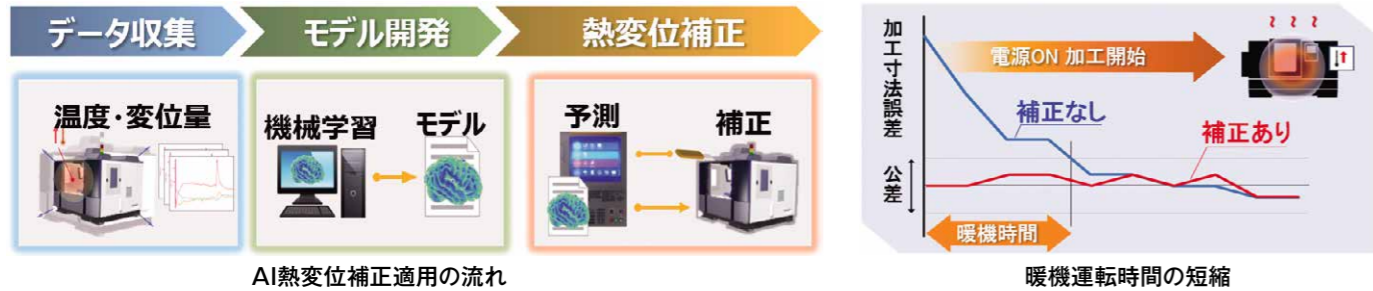 データ収集
モデル開発
熱変位補正
温度・変位量
機械学習
モデル
予測
補正
AI熱変位補正適用の流れ
加工寸法誤差
公差
電源ON 加工開始
補正なし
補正あり
暖機時間
暖機運転時間の短縮